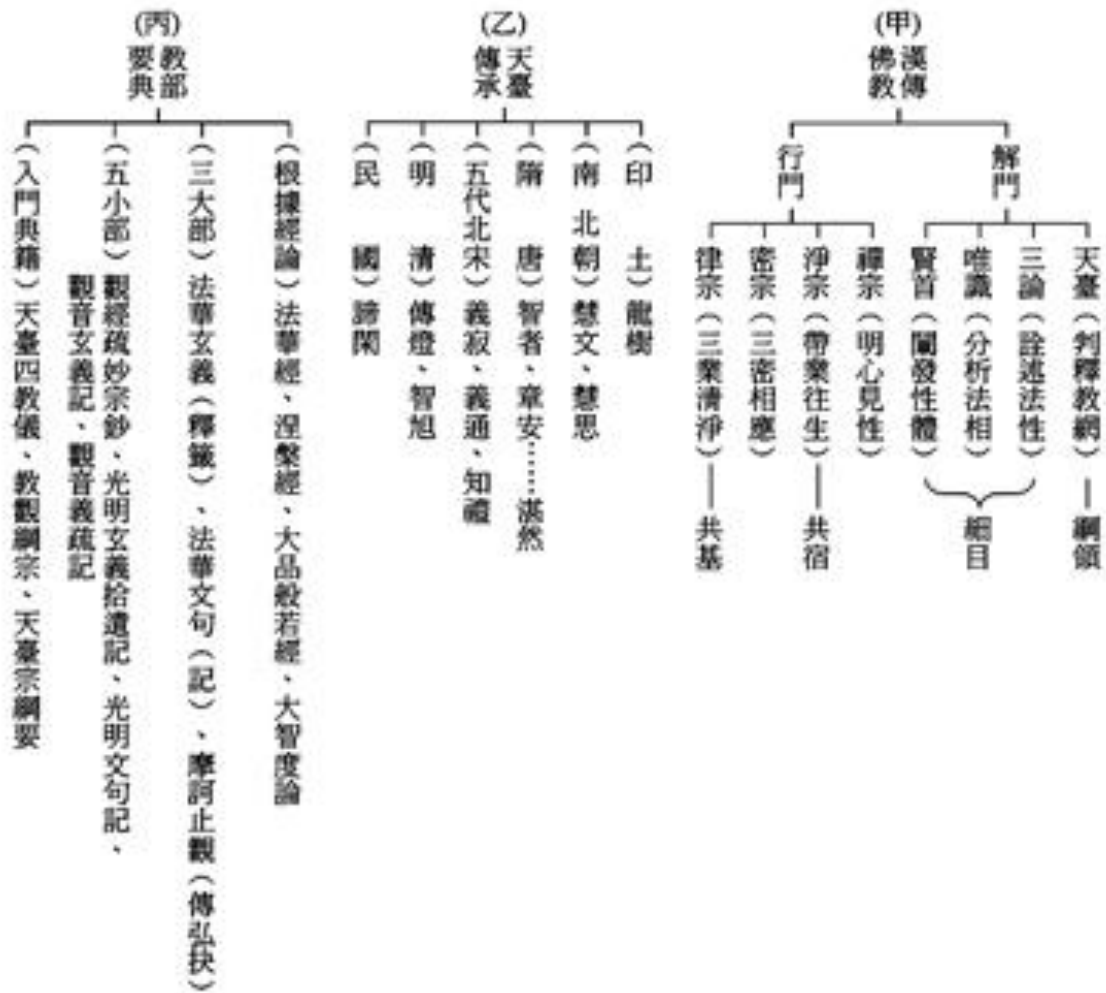 (甲)
漢傳
佛教
解門
天臺（判釋教網）—綱領
三論（詮述法性）
唯識（分析法相）
賢首（闡發性體）
細目
行門
禪宗（明心見性）
淨宗（帶業往生）—共宿
密宗（三密相應）
律宗（三業清淨）—共基
(乙)
天臺
傳承
（印土）龍樹
（南北朝）慧文、慧思
（隋唐）智者、章安……湛然
（五代北宋）義寂、義通、知禮
（明清）傳燈、智旭
（民國）諦閑
(丙)
教部
要典
（根據經論）法華經、涅槃經、大品般若經、大智度論
（三大部）法華玄義（釋籤）、法華文句（記）、摩訶止觀（傳弘抉）
（五小部）觀經疏妙宗鈔、光明玄義拾遺記、光明文句記、
觀音玄義記、觀音義疏記
（入門典籍）天臺四教儀、教觀綱宗、天臺宗綱要